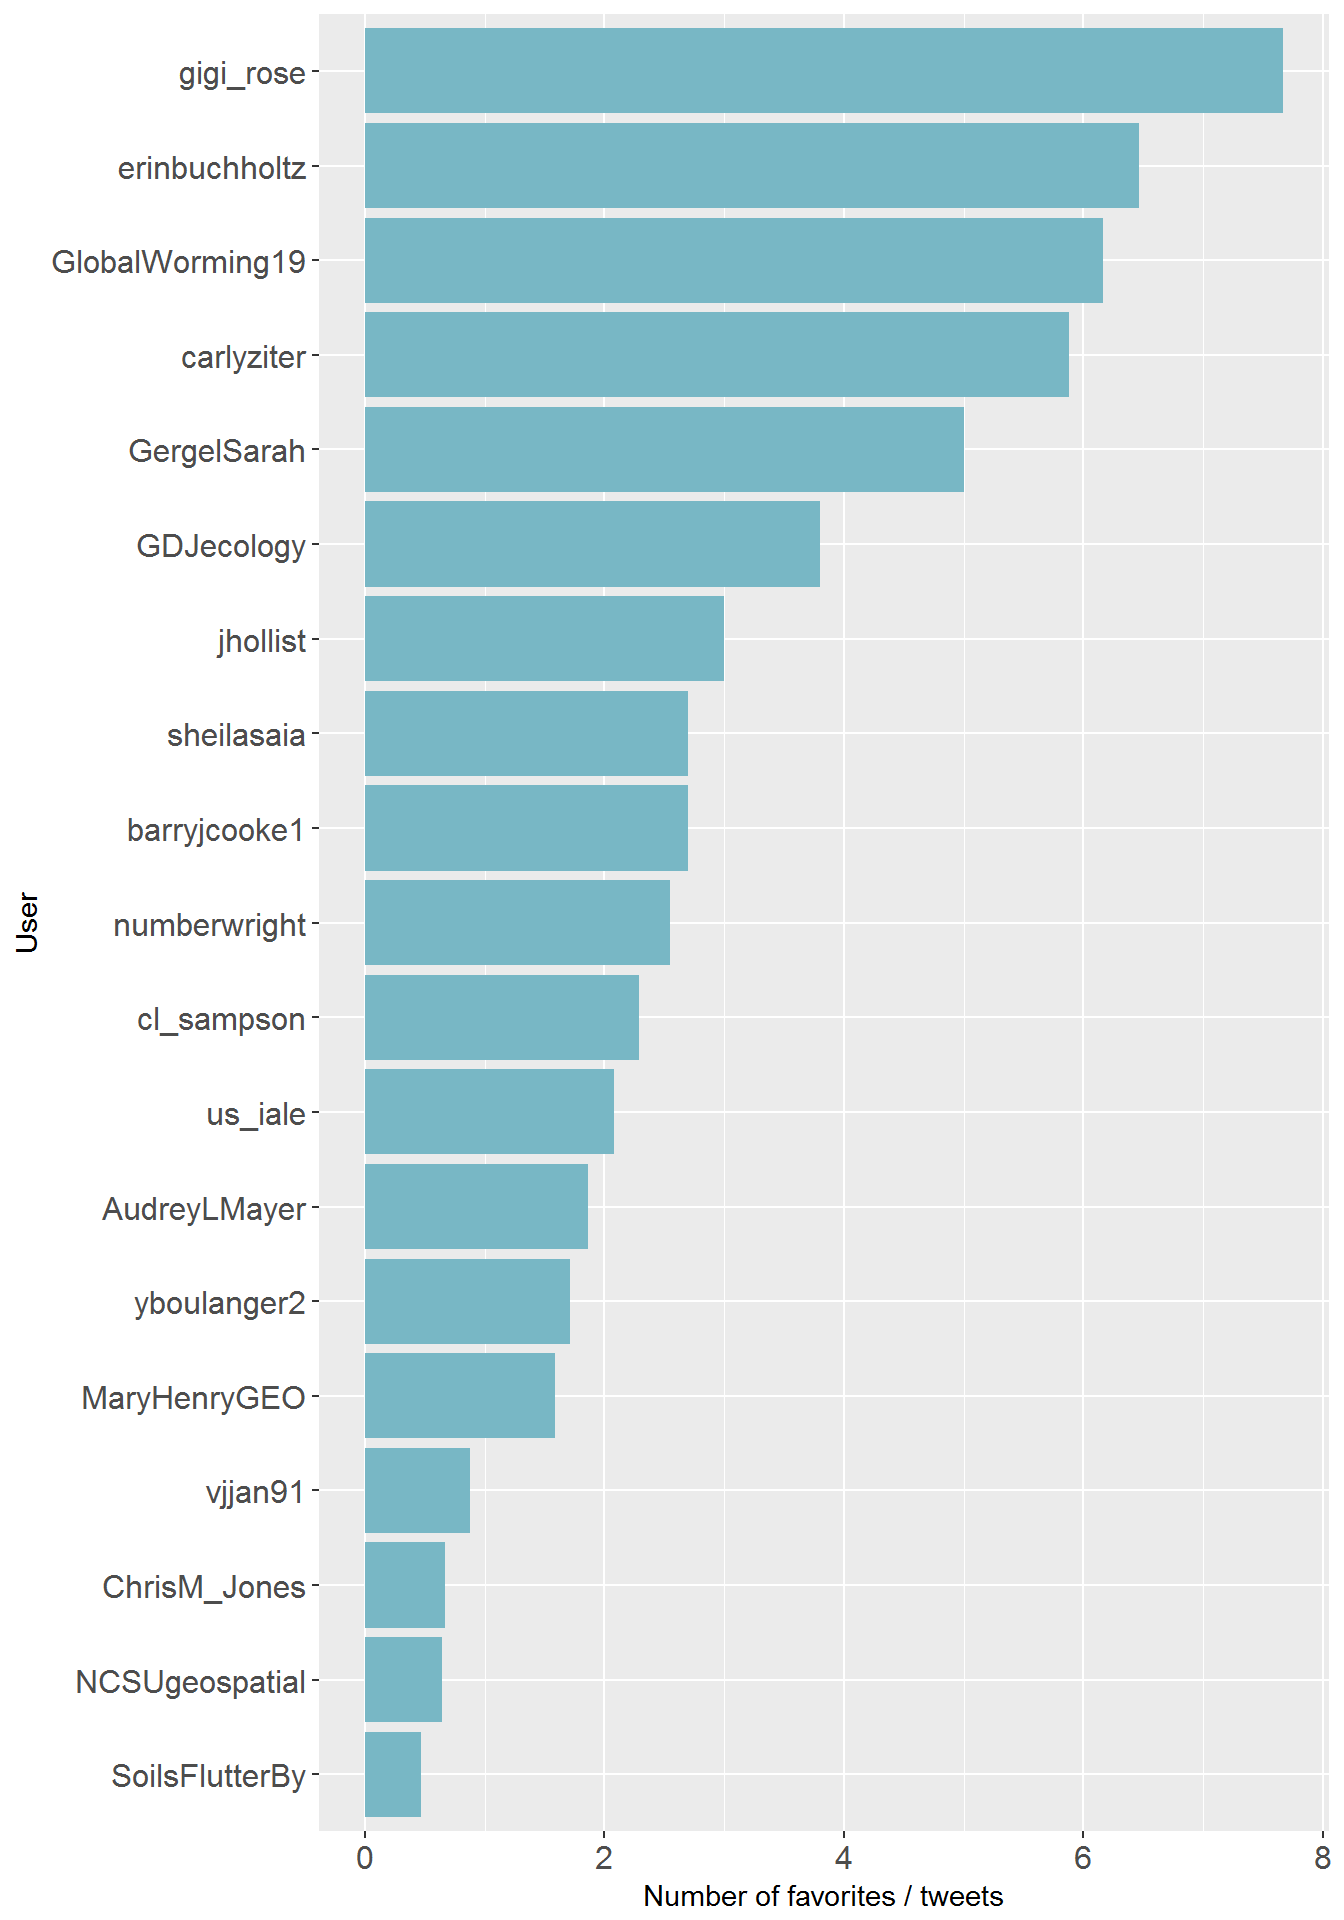 gigi_rose
erinbuchholtz
GlobalWorming19
carlyziter
GergelSarah
GDJecology
jhollist
sheilasaia
barryjcooke1
numberwright
cl_sampson
us_iale
AudreyLMayer
yboulanger2
MaryHenryGEO
vjjan91
ChrisM_Jones
NCSUgeospatial
SoilsFlutterBy
User
0 2 4 6 8
Number of favorites / tweets